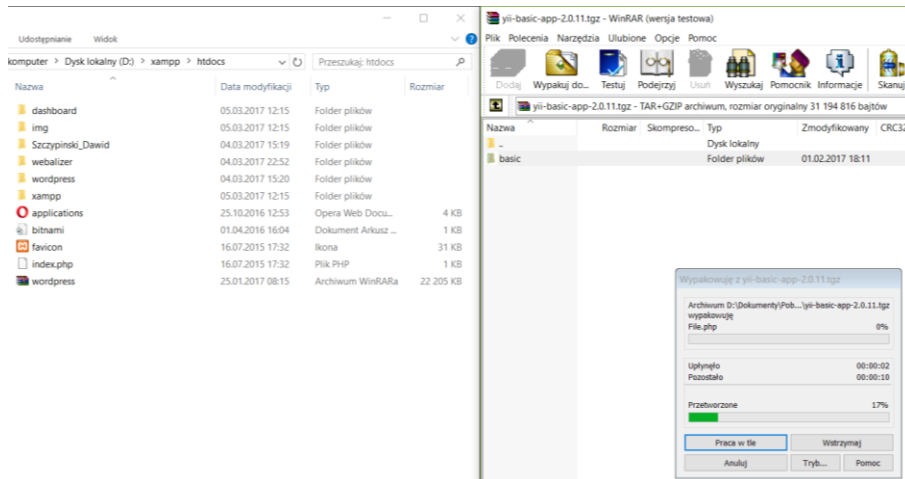 Udostępnianie Widok
komputer > Dysk lokalny (D:) > xampp > htdocs
Przeszukaj: htdocs
Nazwa Data modyfikacji Typ Rozmiar
dashboard 05.03.2017 12:15 Folder plików
img 05.03.2017 12:15 Folder plików
Szczypinski_Dawid 04.03.2017 15:19 Folder plików
webalizer 04.03.2017 22:52 Folder plików
wordpress 04.03.2017 15:20 Folder plików
xampp 05.03.2017 12:15 Folder plików
applications 25.10.2016 12:53 Opera Web Docu... 4 KB
bitnami 01.04.2016 16:04 Dokument Arkusz ... 1 KB
favicon 16.07.2015 17:32 Ikona 31 KB
index.php 16.07.2015 17:32 Plik PHP 1 KB
wordpress 25.01.2017 08:15 Archiwum WinRARa 22 205 KB
yii-basic-app-2.0.11.tgz - WinRAR (wersja testowa)
Plik Polecenia Narzędzia Ulubione Opcje Pomoc
Dodaj Wypakuj do... Testuj Podejrzyj Usuń Wyszukaj Pomocnik Informacje Skanuj
yii-basic-app-2.0.11.tgz - TAR+GZIP archiwum, rozmiar oryginalny 31 194 816 bajtów
Nazwa Rozmiar Skompreso... Typ Zmodyfikowany CRC32
.. Dysk lokalny
basic Folder plików 01.02.2017 18:11
Wypakowuję z yii-basic-app-2.0.11.tgz
Archiwum D:\Dokumenty\Pob...\yii-basic-app-2.0.11.tgz
wypakowuję
File.php 0%
Upłynęło 00:00:02
Pozostało 00:00:10
Przetworzone 17%
Praca w tle Wstrzymaj
Anuluj Tryb... Pomoc